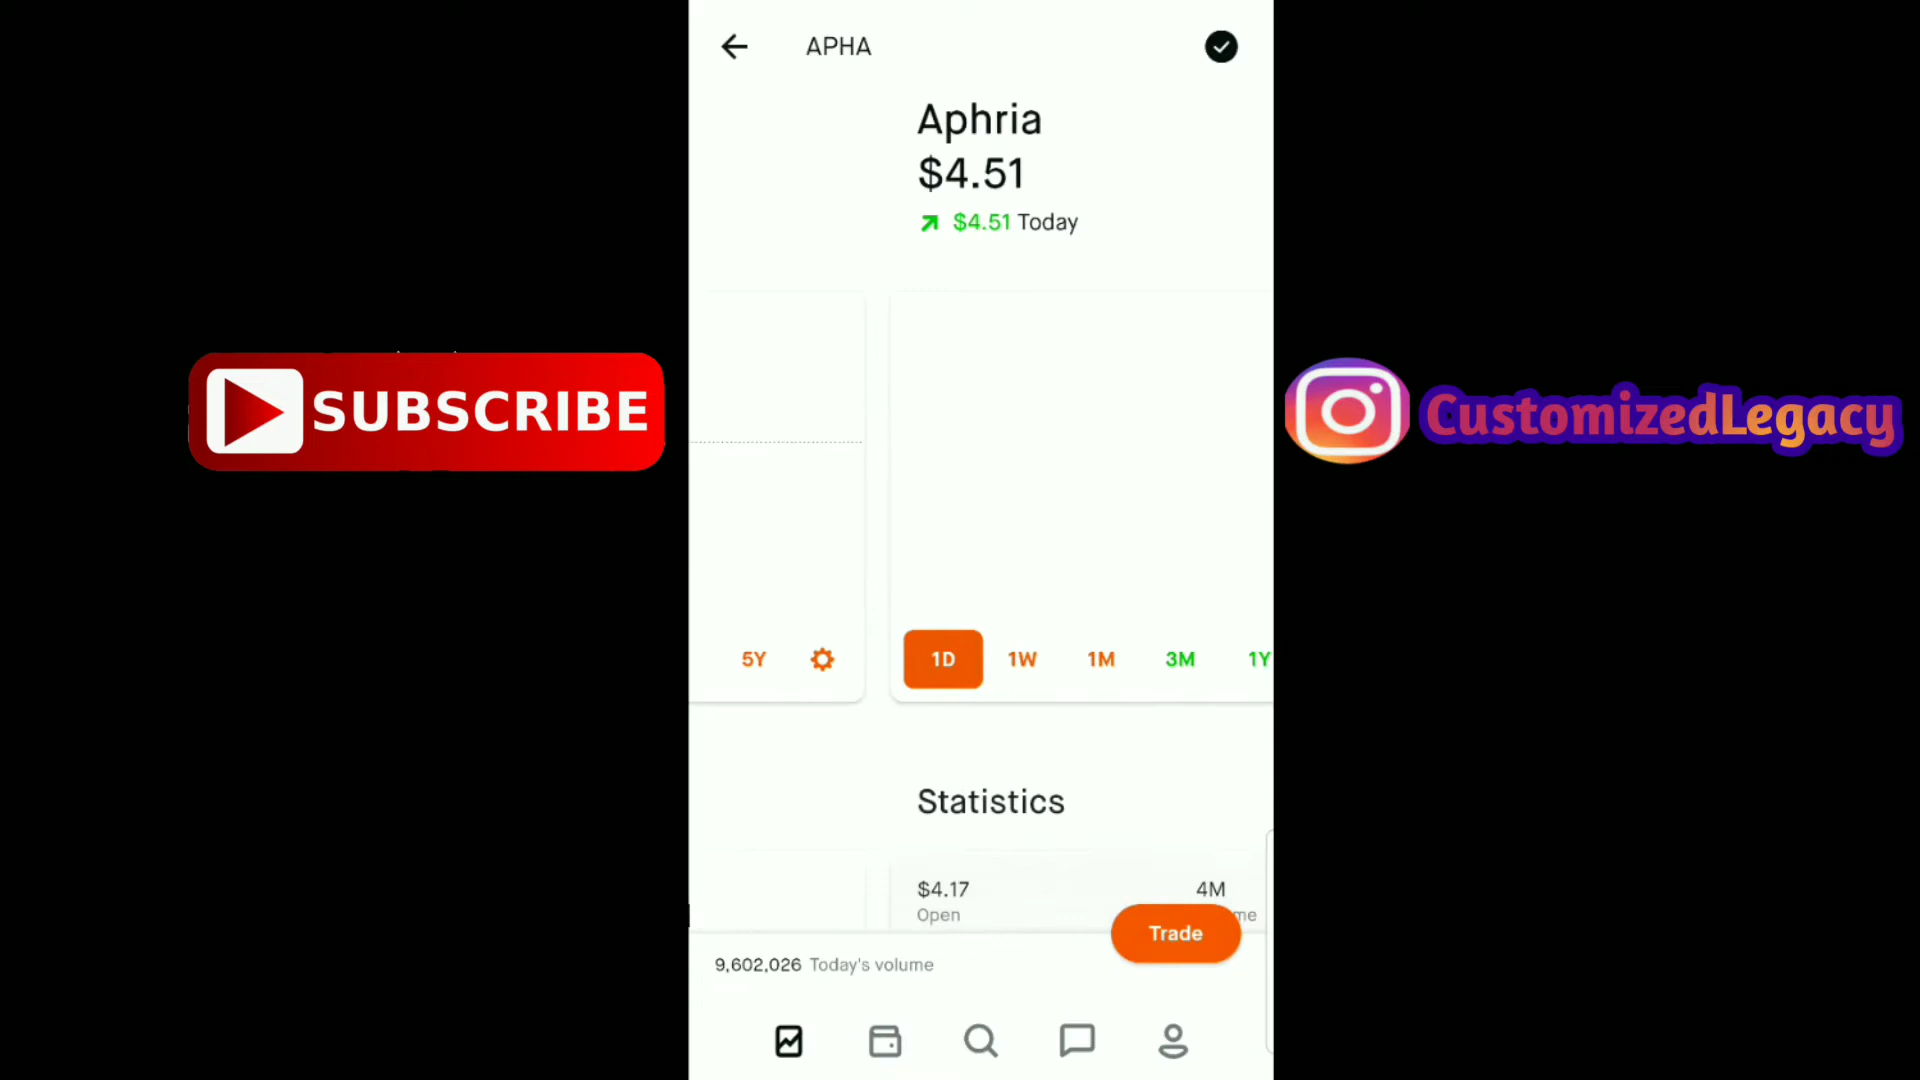 APHA
Aphria
$4.51
$4.51 Today
SUBSCRIBE
CustomizedLegacy
5Y
1D 1W 1M 3M 1Y
Statistics
$4.17 4M
Open me
Trade
9,602,026 Today's volume